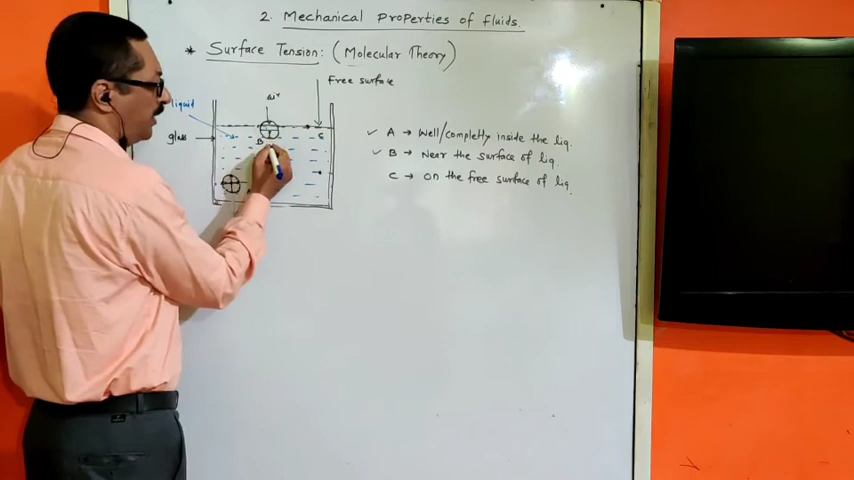 2. Mechanical Properties of fluids.
* Surface Tension: (Molecular Theory)
Free surface
air
liquid
glass
B
C
✓ A → Well/completly inside the liq.
✓ B → Near the surface of liq.
C → on the free surface of liq.